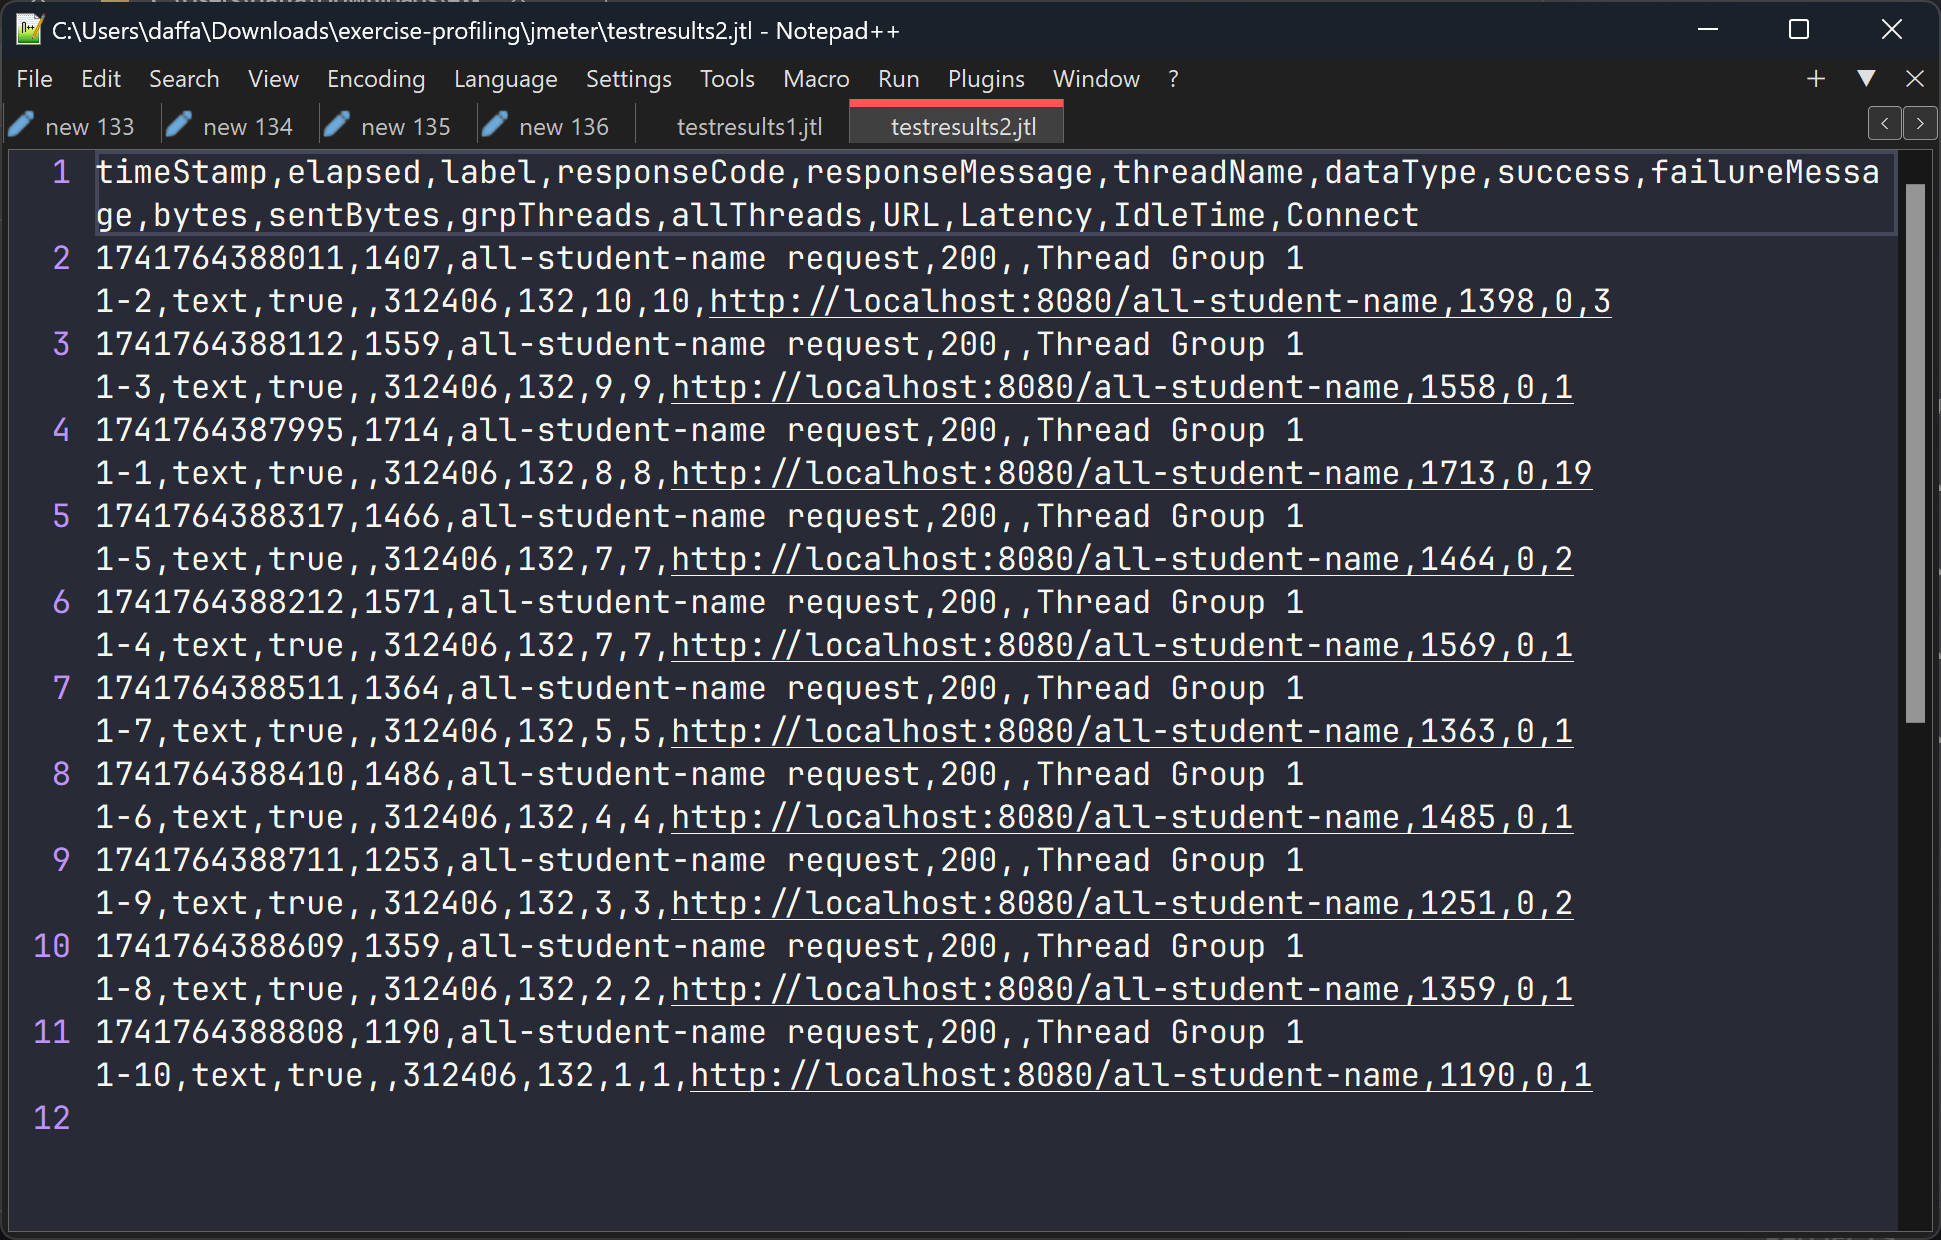 C:\Users\daffa\Downloads\exercise-profiling\jmeter\testresults2.jtl - Notepad++
File Edit Search View Encoding Language Settings Tools Macro Run Plugins Window ?
new 133 new 134 new 135 new 136 testresults1.jtl testresults2.jtl
1 timeStamp,elapsed,label,responseCode,responseMessage,threadName,dataType,success,failureMessa
ge,bytes,sentBytes,grpThreads,allThreads,URL,Latency,IdleTime,Connect
2 1741764388011,1407,all-student-name request,200,,Thread Group 1
1-2,text,true,,312406,132,10,10,http://localhost:8080/all-student-name,1398,0,3
3 1741764388112,1559,all-student-name request,200,,Thread Group 1
1-3,text,true,,312406,132,9,9,http://localhost:8080/all-student-name,1558,0,1
4 1741764387995,1714,all-student-name request,200,,Thread Group 1
1-1,text,true,,312406,132,8,8,http://localhost:8080/all-student-name,1713,0,19
5 1741764388317,1466,all-student-name request,200,,Thread Group 1
1-5,text,true,,312406,132,7,7,http://localhost:8080/all-student-name,1464,0,2
6 1741764388212,1571,all-student-name request,200,,Thread Group 1
1-4,text,true,,312406,132,7,7,http://localhost:8080/all-student-name,1569,0,1
7 1741764388511,1364,all-student-name request,200,,Thread Group 1
1-7,text,true,,312406,132,5,5,http://localhost:8080/all-student-name,1363,0,1
8 1741764388410,1486,all-student-name request,200,,Thread Group 1
1-6,text,true,,312406,132,4,4,http://localhost:8080/all-student-name,1485,0,1
9 1741764388711,1253,all-student-name request,200,,Thread Group 1
1-9,text,true,,312406,132,3,3,http://localhost:8080/all-student-name,1251,0,2
10 1741764388609,1359,all-student-name request,200,,Thread Group 1
1-8,text,true,,312406,132,2,2,http://localhost:8080/all-student-name,1359,0,1
11 1741764388808,1190,all-student-name request,200,,Thread Group 1
1-10,text,true,,312406,132,1,1,http://localhost:8080/all-student-name,1190,0,1
12